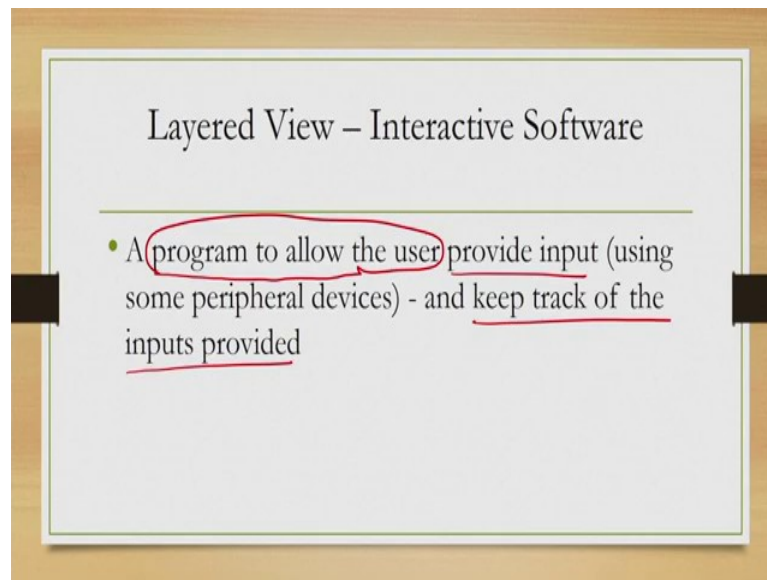 Layered View – Interactive Software
• A program to allow the user provide input (using
some peripheral devices) - and keep track of the
inputs provided